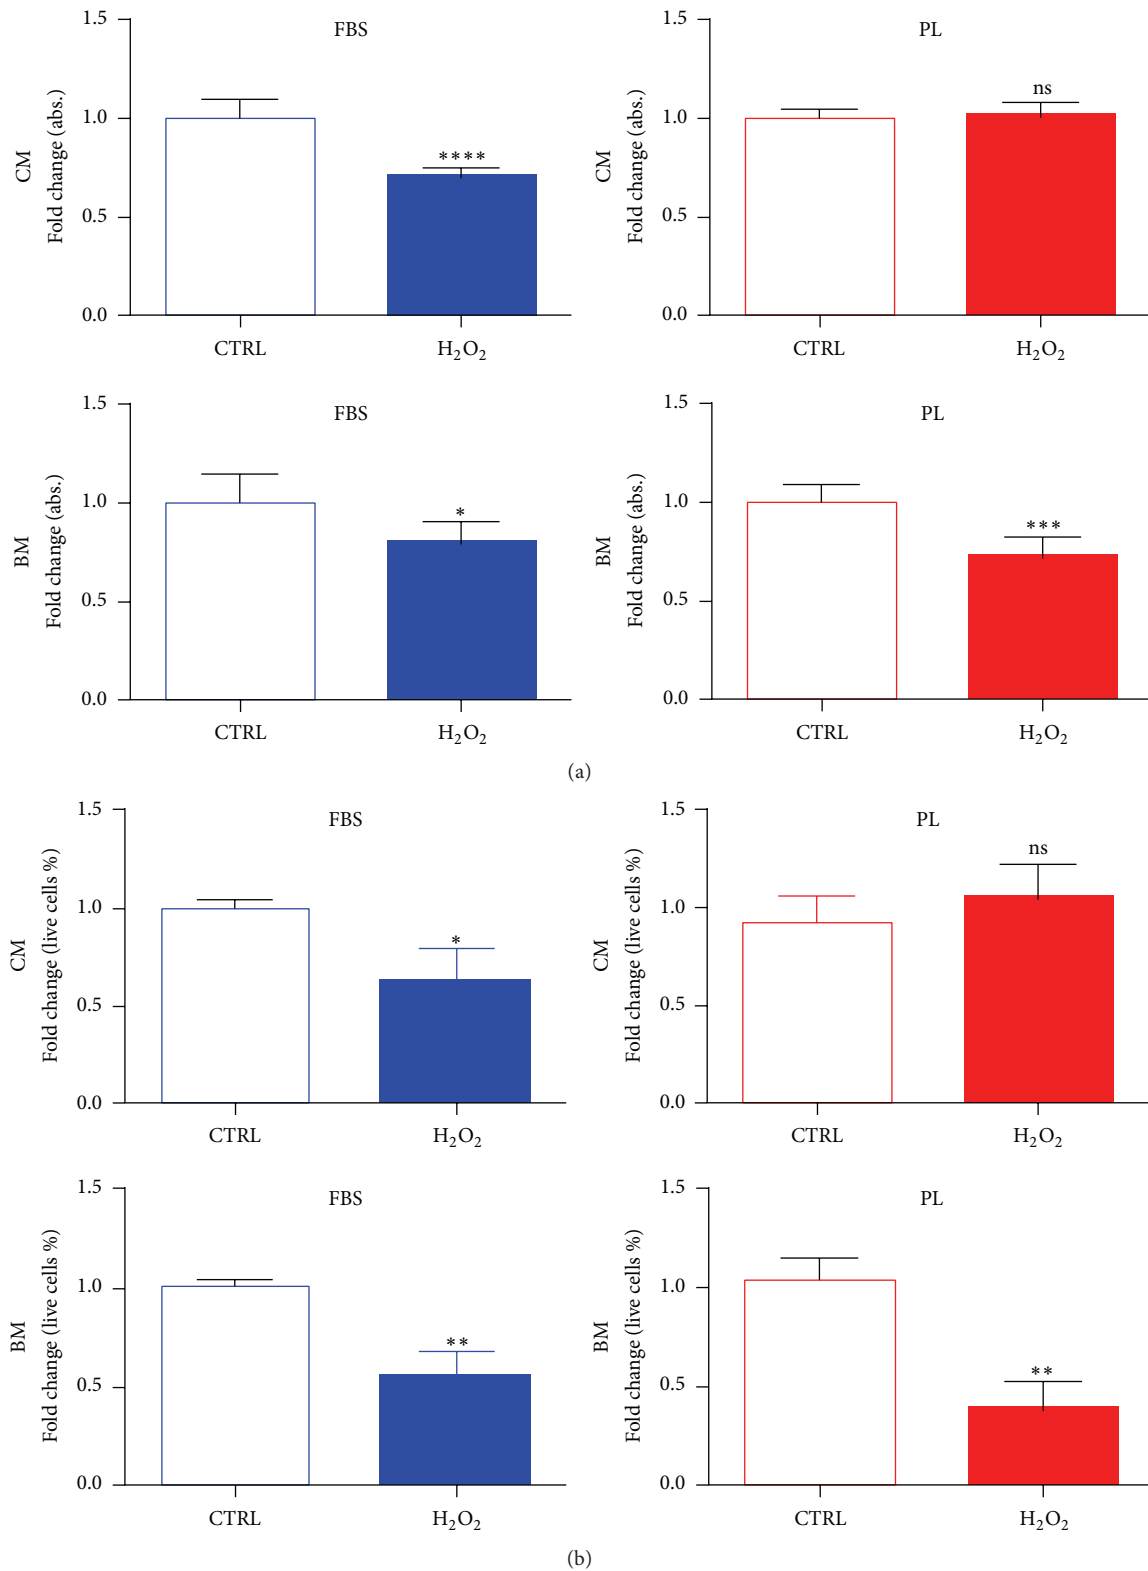 FBS
CM
Fold change (abs.)
1.5
1.0
0.5
0.0
****
CTRL
H₂O₂
PL
CM
Fold change (abs.)
1.5
1.0
0.5
0.0
ns
CTRL
H₂O₂
FBS
BM
Fold change (abs.)
1.5
1.0
0.5
0.0
*
CTRL
H₂O₂
PL
BM
Fold change (abs.)
1.5
1.0
0.5
0.0
***
CTRL
H₂O₂
(a)
FBS
CM
Fold change (live cells %)
1.5
1.0
0.5
0.0
*
CTRL
H₂O₂
PL
CM
Fold change (live cells %)
1.5
1.0
0.5
0.0
ns
CTRL
H₂O₂
FBS
BM
Fold change (live cells %)
1.5
1.0
0.5
0.0
**
CTRL
H₂O₂
PL
BM
Fold change (live cells %)
1.5
1.0
0.5
0.0
**
CTRL
H₂O₂
(b)